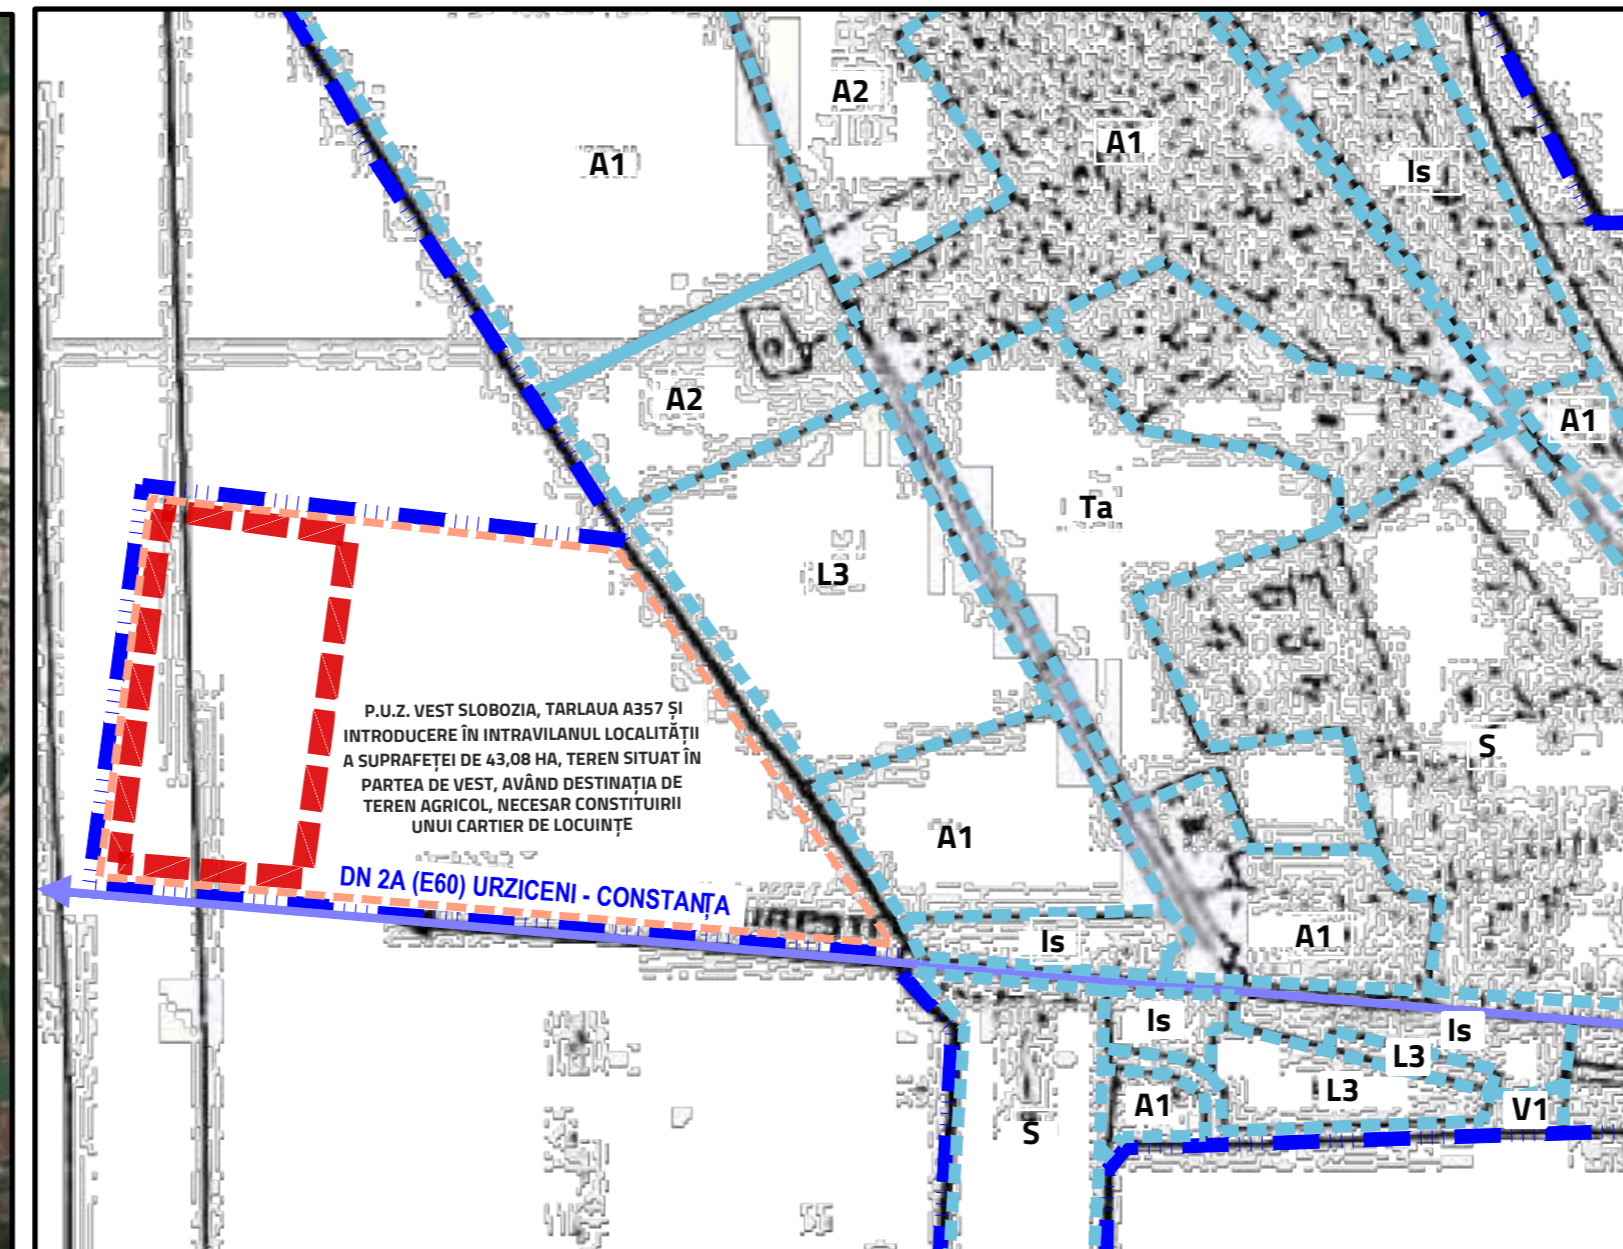 A2
A1
A1
Is
A2
A1
Ta
L3
P.U.Z. VEST SLOBOZIA, TARLAUA A357 ȘI
INTRODUCERE ÎN INTRAVILANUL LOCALITĂȚII
A SUPRAFEȚEI DE 43,08 HA, TEREN SITUAT ÎN
PARTEA DE VEST, AVÂND DESTINAȚIA DE
TEREN AGRICOL, NECESAR CONSTITUIRII
UNUI CARTIER DE LOCUINȚE
S
A1
DN 2A (E60) URZICENI - CONSTANȚA
Is
A1
Is
Is
L3
L3
A1
V1
S